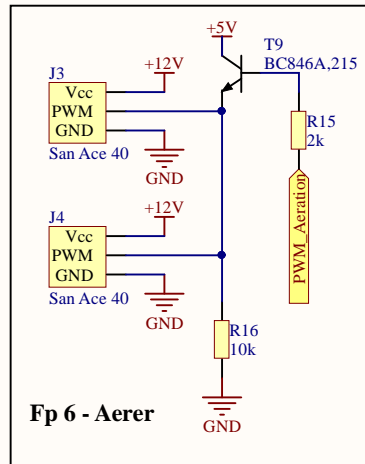 +5V
T9
BC846A,215
J3
+12V
Vcc
PWM
GND
San Ace 40
GND
R15
2k
PWM_Aeration
J4
+12V
Vcc
PWM
GND
San Ace 40
GND
R16
10k
GND
Fp 6 - Aerer